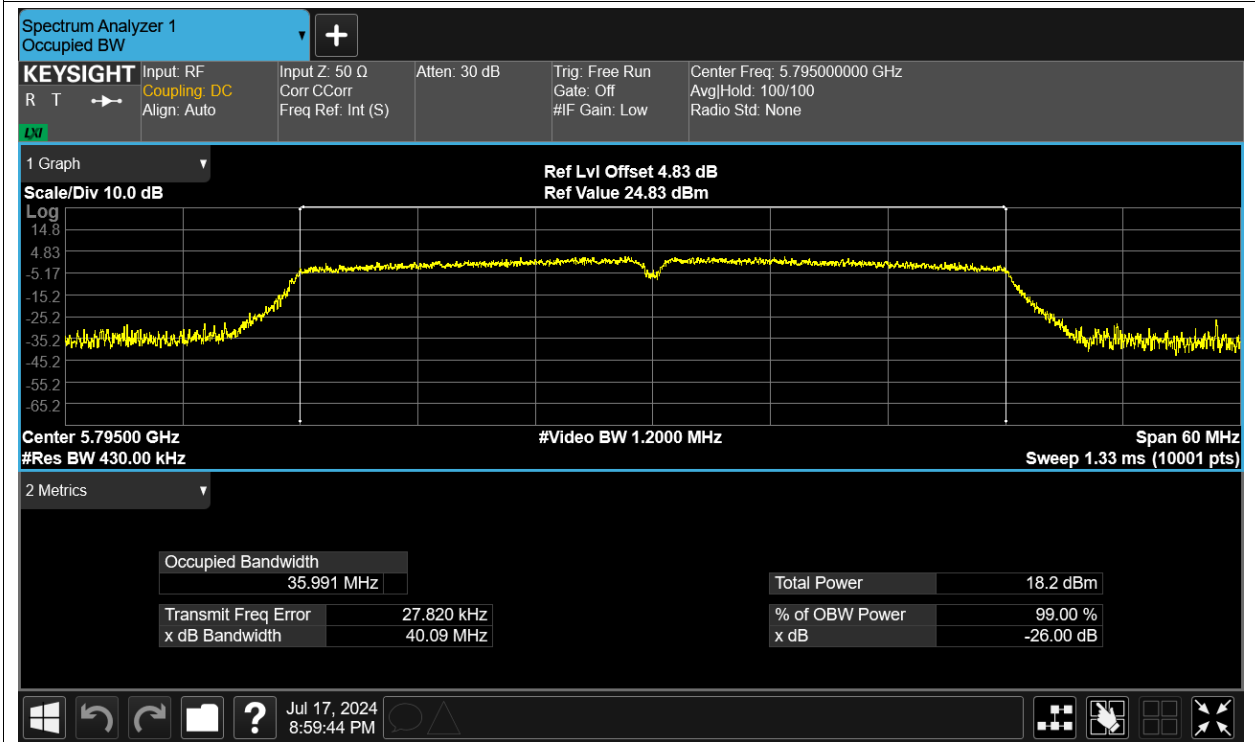 Spectrum Analyzer 1
Occupied BW
KEYSIGHT
R T
LXI
Input: RF
Coupling: DC
Align: Auto
Input Z: 50 Ω
Corr CCorr
Freq Ref: Int (S)
Atten: 30 dB
Trig: Free Run
Gate: Off
#IF Gain: Low
Center Freq: 5.795000000 GHz
Avg|Hold: 100/100
Radio Std: None
1 Graph
Scale/Div 10.0 dB
Ref Lvl Offset 4.83 dB
Ref Value 24.83 dBm
Log
14.8
4.83
-5.17
-15.2
-25.2
-35.2
-45.2
-55.2
-65.2
Center 5.79500 GHz
#Res BW 430.00 kHz
#Video BW 1.2000 MHz
Span 60 MHz
Sweep 1.33 ms (10001 pts)
2 Metrics
Occupied Bandwidth
35.991 MHz
Transmit Freq Error 27.820 kHz
x dB Bandwidth 40.09 MHz
Total Power 18.2 dBm
% of OBW Power 99.00 %
x dB -26.00 dB
?
Jul 17, 2024
8:59:44 PM